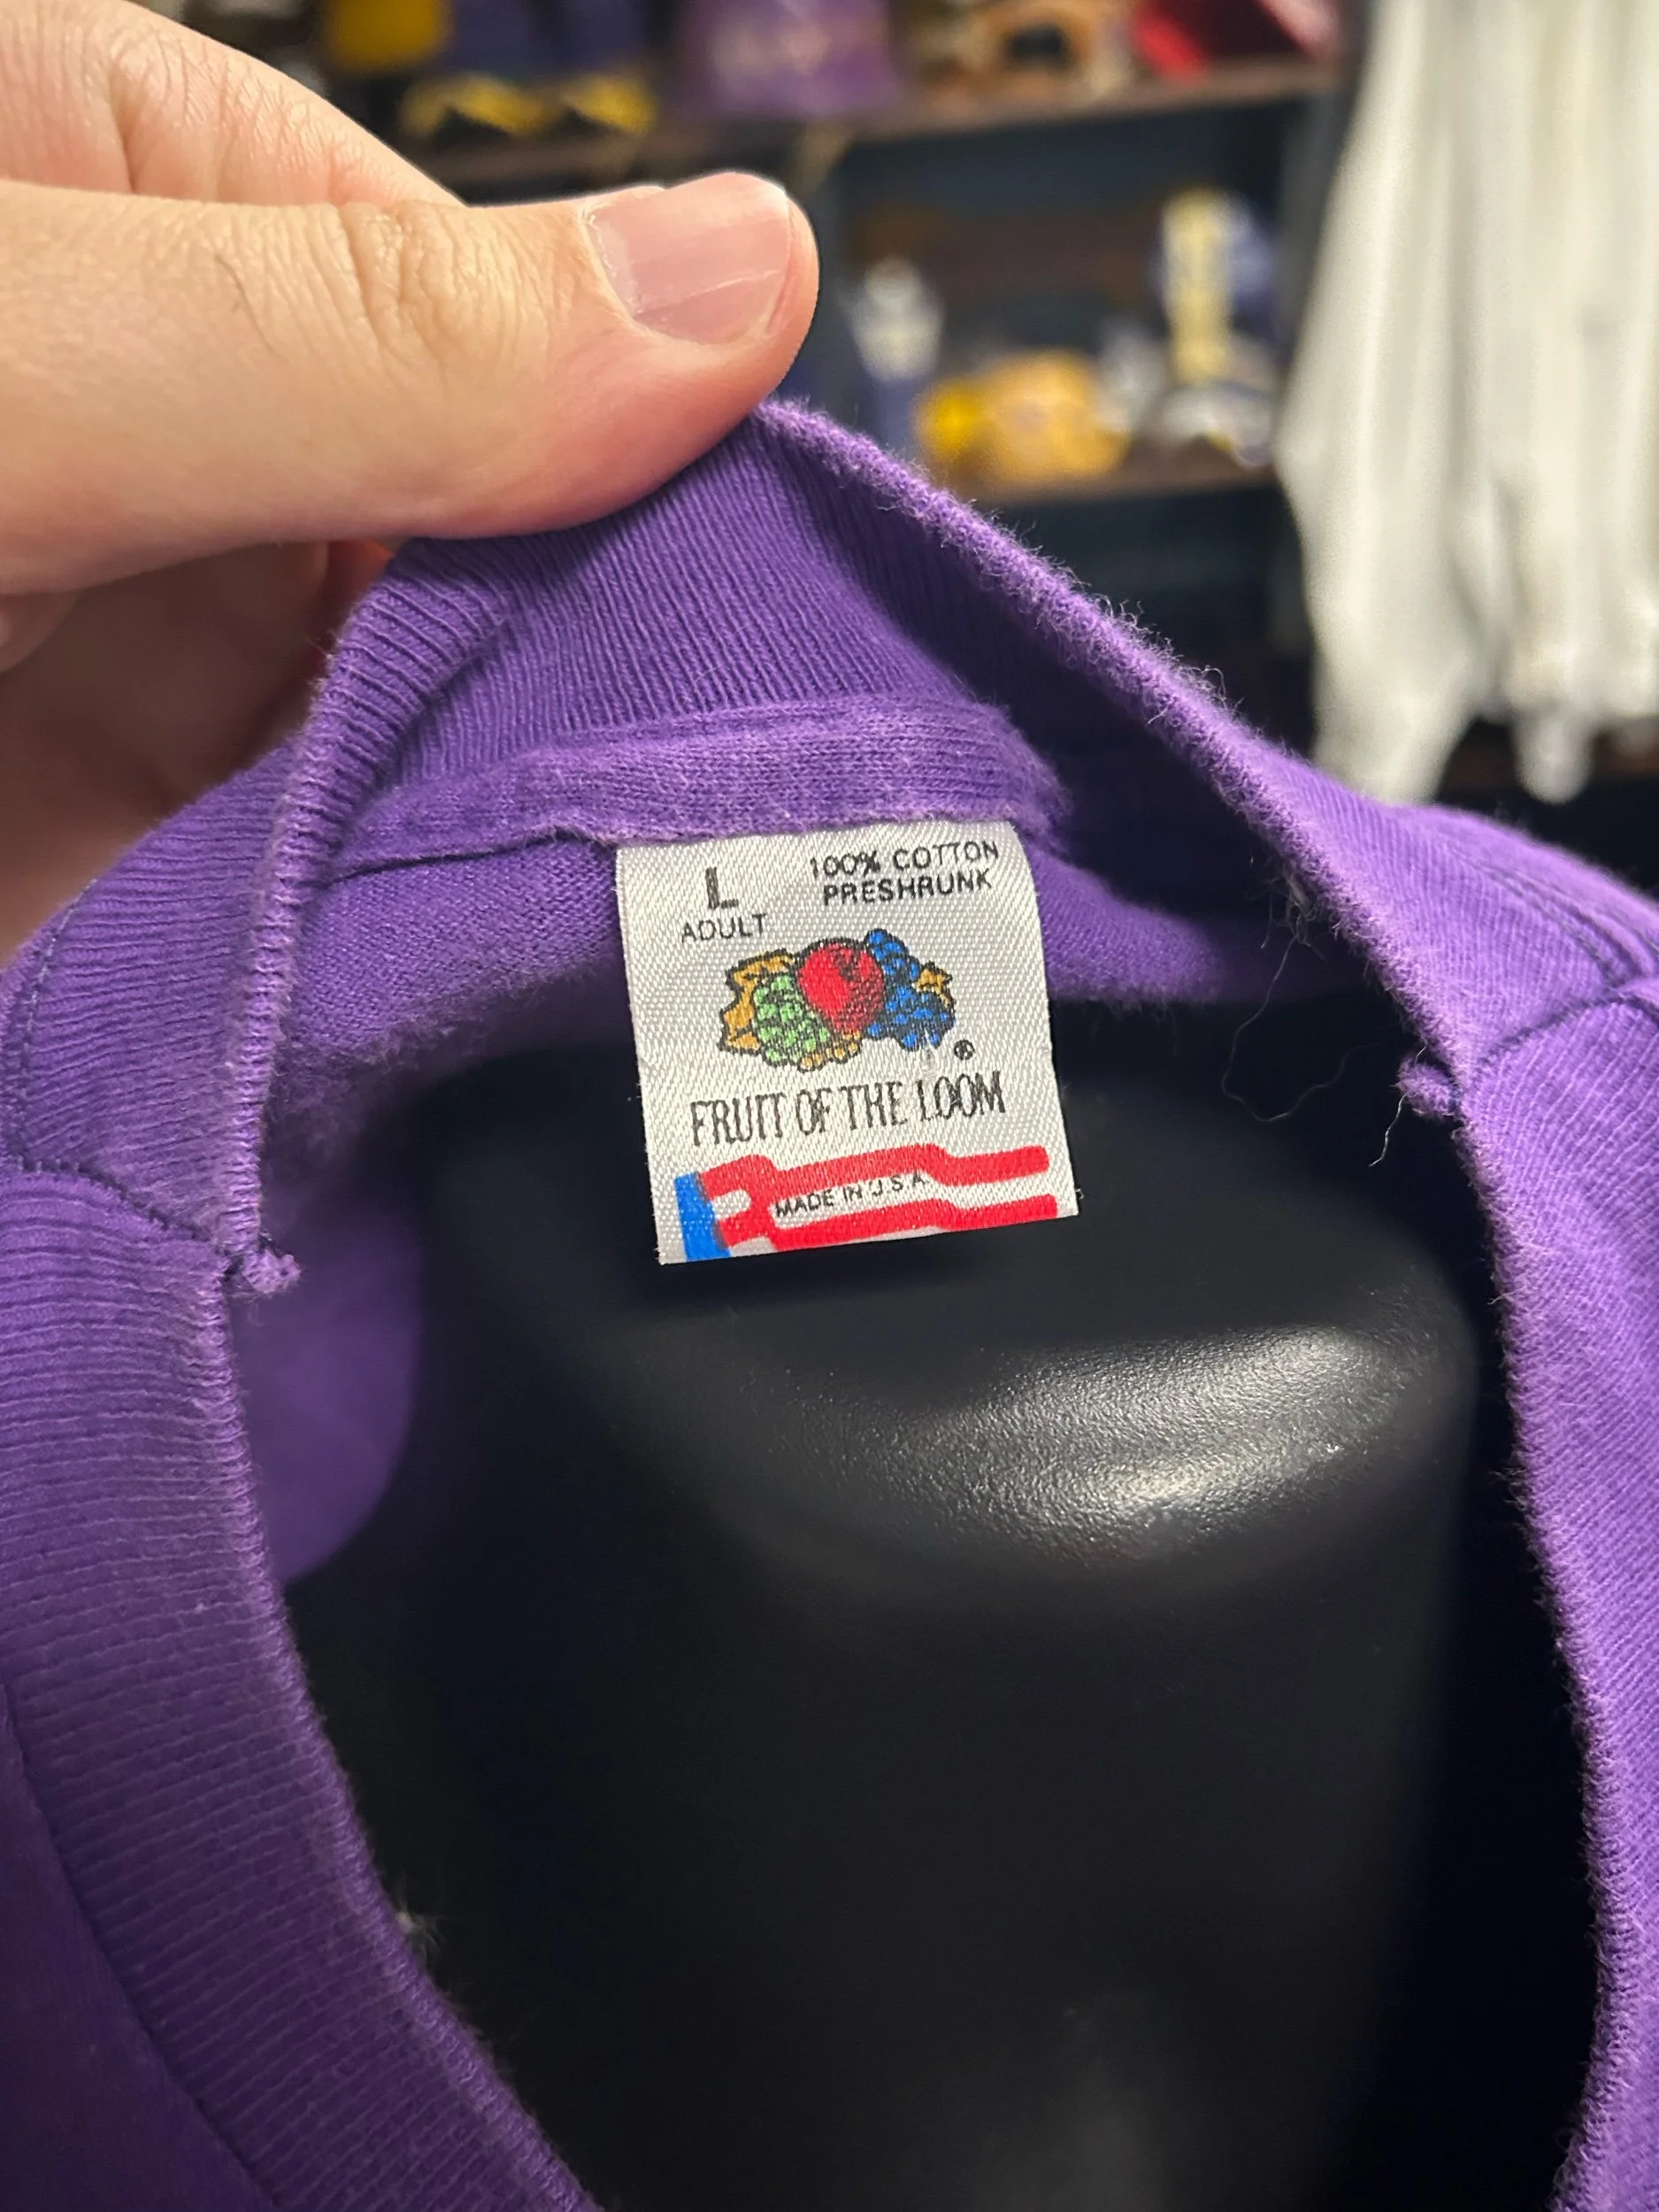 L
ADULT
100% COTTON
PRESHRUNK
®
FRUIT OF THE LOOM
MADE IN U.S.A.